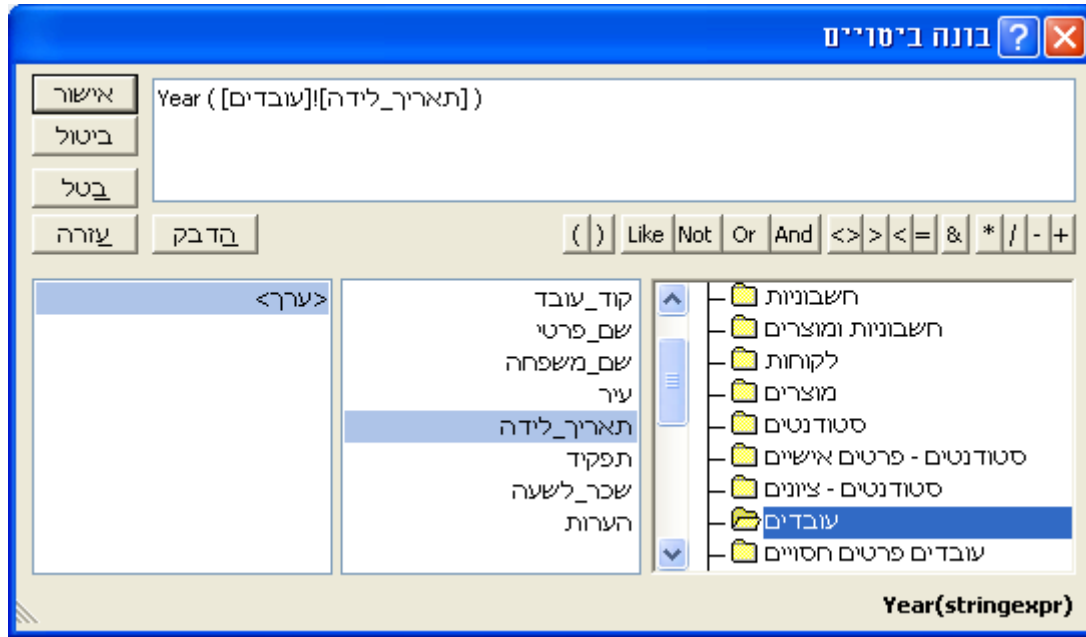 בונה ביטויים
Year ( [עובדים]![תאריך_לידה] )
אישור
ביטול
בטל
עזרה
הדבק
( ) Like Not Or And <> > < = & * / - +
חשבוניות
חשבוניות ומוצרים
לקוחות
מוצרים
סטודנטים
סטודנטים - פרטים אישיים
סטודנטים - ציונים
עובדים
עובדים פרטים חסויים
קוד_עובד
שם_פרטי
שם_משפחה
עיר
תאריך_לידה
תפקיד
שכר_לשעה
הערות
<ערך>
Year(stringexpr)